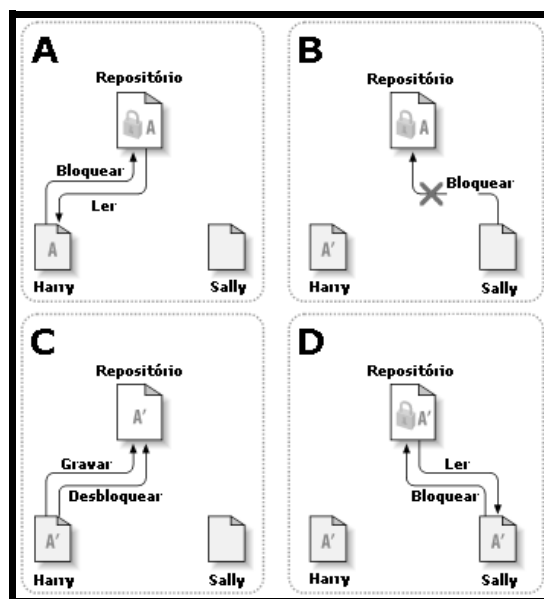 A
Repositório
A
Bloquear
Ler
A
Harry
Sally
B
Repositório
A
Bloquear
A'
Harry
Sally
C
Repositório
A'
Gravar
Desbloquear
A'
Harry
Sally
D
Repositório
A'
Ler
Bloquear
A'
A'
Harry
Sally